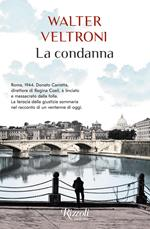 WALTER
VELTRONI
La condanna
Roma, 1944. Donato Carretta,
direttore di Regina Coeli, è linciato
e massacrato dalla folla.
La ferocia della giustizia sommaria
nel racconto di un ventenne di oggi.
Rizzoli